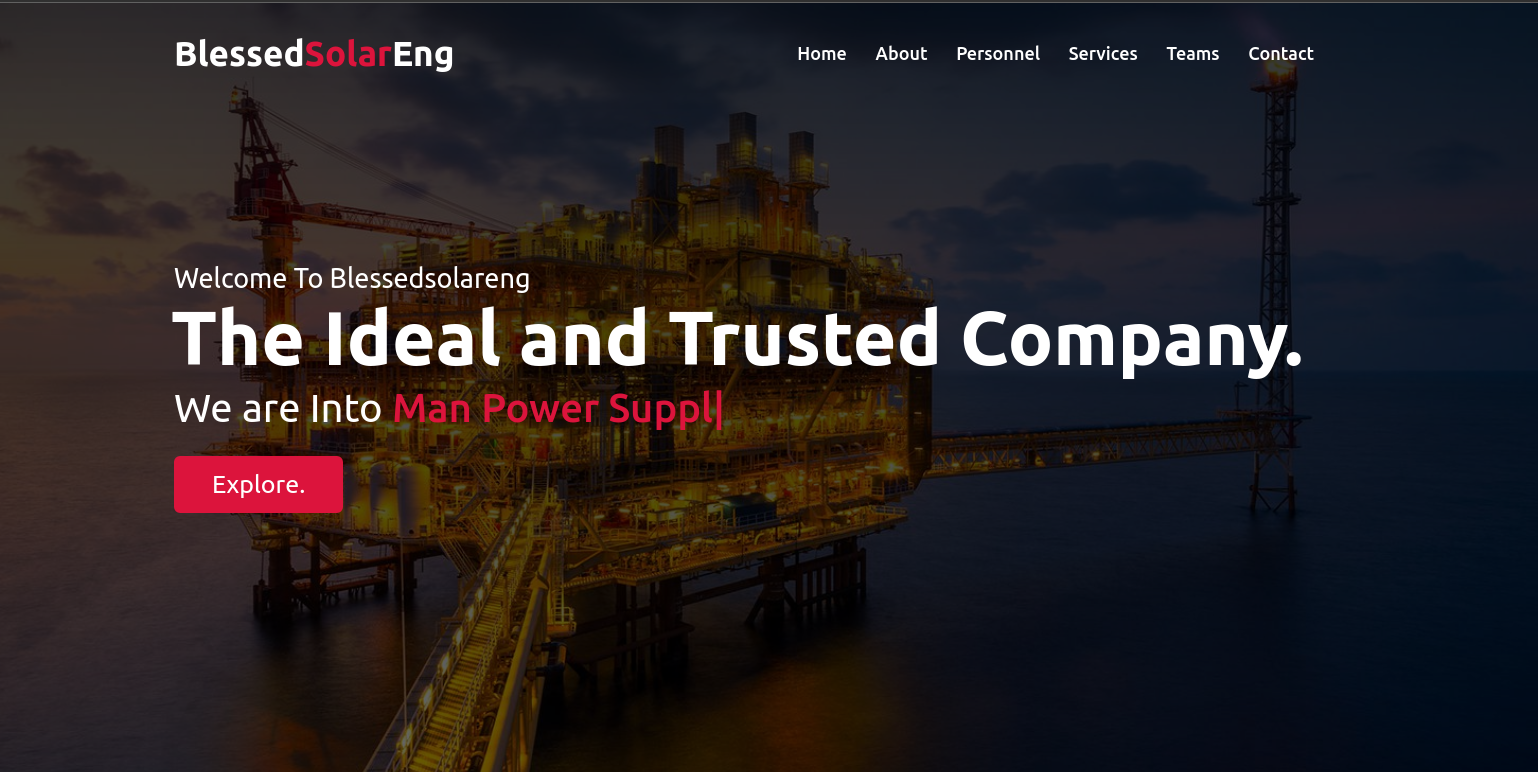 BlessedSolarEng
Home About Personnel Services Teams Contact
Welcome To Blessedsolareng
The Ideal and Trusted Company.
We are Into Man Power Suppl|
Explore.